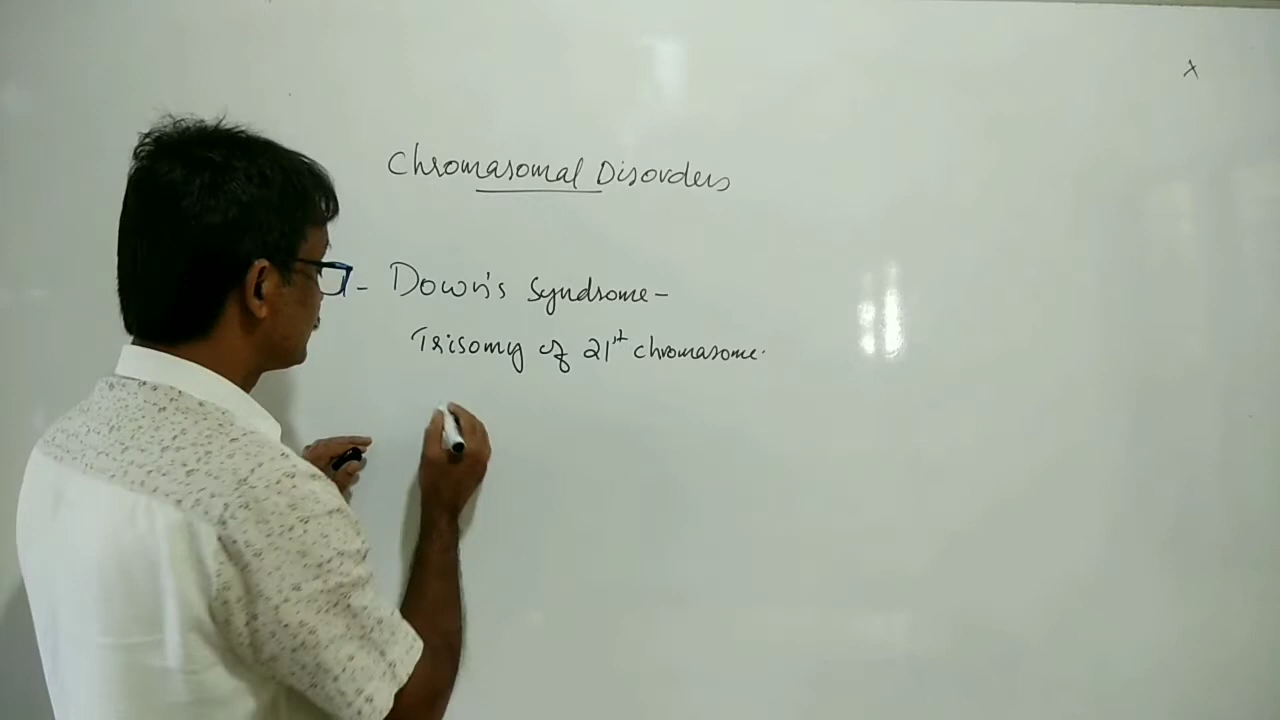 x
Chromasomal Disorders
- Down's Syndrome -
Trisomy of 21st chromasome.